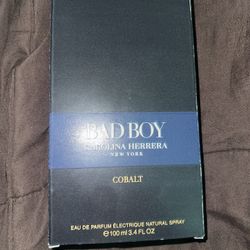 BAD BOY
CAROLINA HERRERA
NEW YORK
COBALT
EAU DE PARFUM ÉLECTRIQUE NATURAL SPRAY
℮ 100 ml 3.4 FL OZ